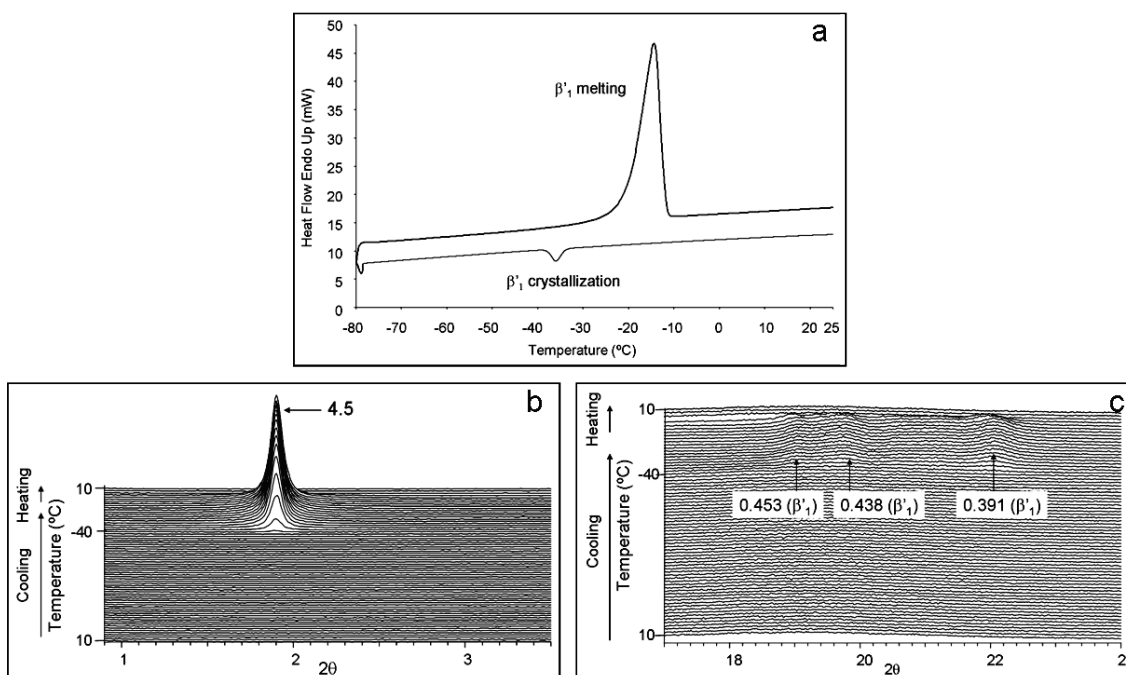 a
50
45
40
35
30
25
20
15
10
5
0
Heat Flow Endo Up (mW)
β'1 melting
β'1 crystallization
-80 -70 -60 -50 -40 -30 -20 -10 0 10 20 25
Temperature (ºC)
b
4.5
10
-40
10
Heating
Cooling
Temperature (ºC)
1 2 3
2θ
c
10
-40
10
Heating
Cooling
Temperature (ºC)
0.453 (β'1) 0.438 (β'1) 0.391 (β'1)
18 20 22 2
2θ